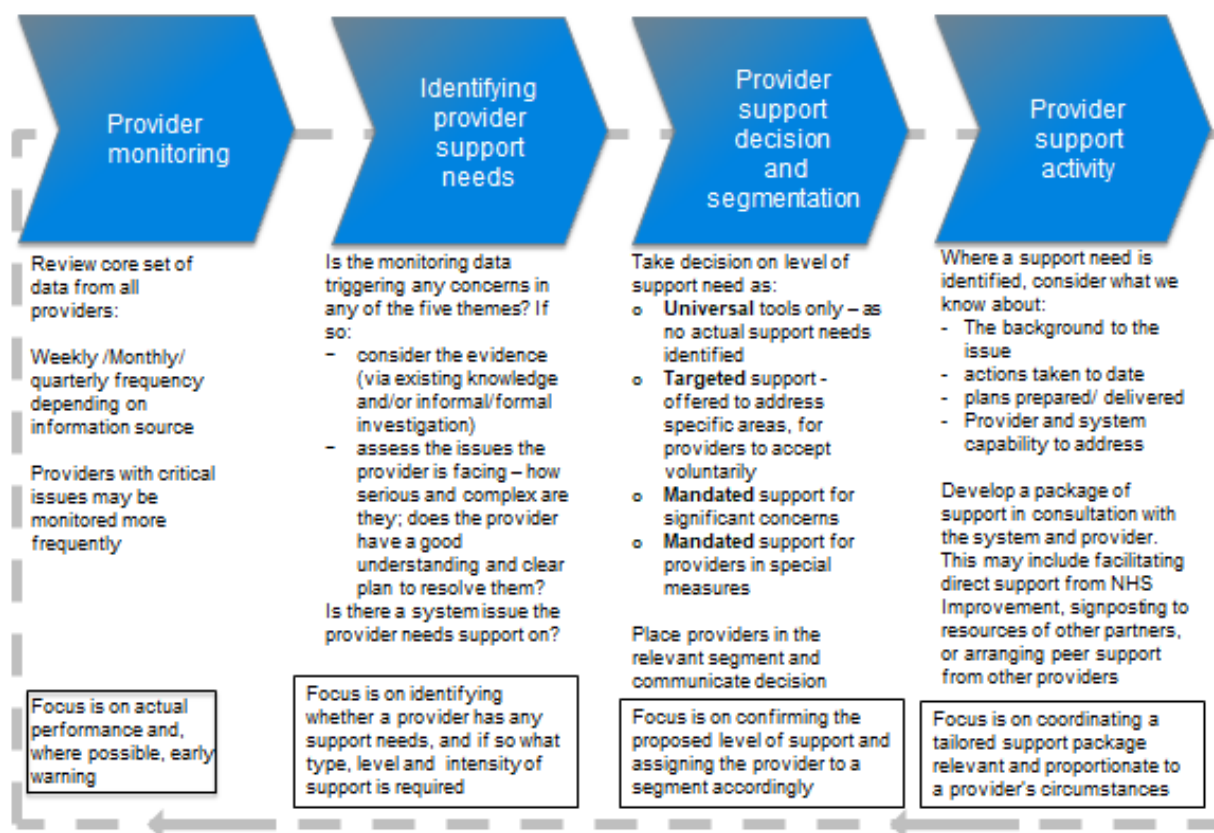 Provider
monitoring
Identifying
provider
support
needs
Provider
support
decision
and
segmentation
Provider
support
activity
Review core set of
data from all
providers:
Weekly /Monthly/
quarterly frequency
depending on
information source
Providers with critical
issues may be
monitored more
frequently
Focus is on actual
performance and,
where possible, early
warning
Is the monitoring data
triggering any concerns in
any of the five themes? If
so:
– consider the evidence
(via existing knowledge
and/or informal/formal
investigation)
– assess the issues the
provider is facing – how
serious and complex are
they; does the provider
have a good
understanding and clear
plan to resolve them?
Is there a system issue the
provider needs support on?
Focus is on identifying
whether a provider has any
support needs, and if so what
type, level and intensity of
support is required
Take decision on level of
support need as:
o Universal tools only – as
no actual support needs
identified
o Targeted support -
offered to address
specific areas, for
providers to accept
voluntarily
o Mandated support for
significant concerns
o Mandated support for
providers in special
measures
Place providers in the
relevant segment and
communicate decision
Focus is on confirming the
proposed level of support and
assigning the provider to a
segment accordingly
Where a support need is
identified, consider what we
know about:
- The background to the
issue
- actions taken to date
- plans prepared/ delivered
- Provider and system
capability to address
Develop a package of
support in consultation with
the system and provider.
This may include facilitating
direct support from NHS
Improvement, signposting to
resources of other partners,
or arranging peer support
from other providers
Focus is on coordinating a
tailored support package
relevant and proportionate to
a provider's circumstances